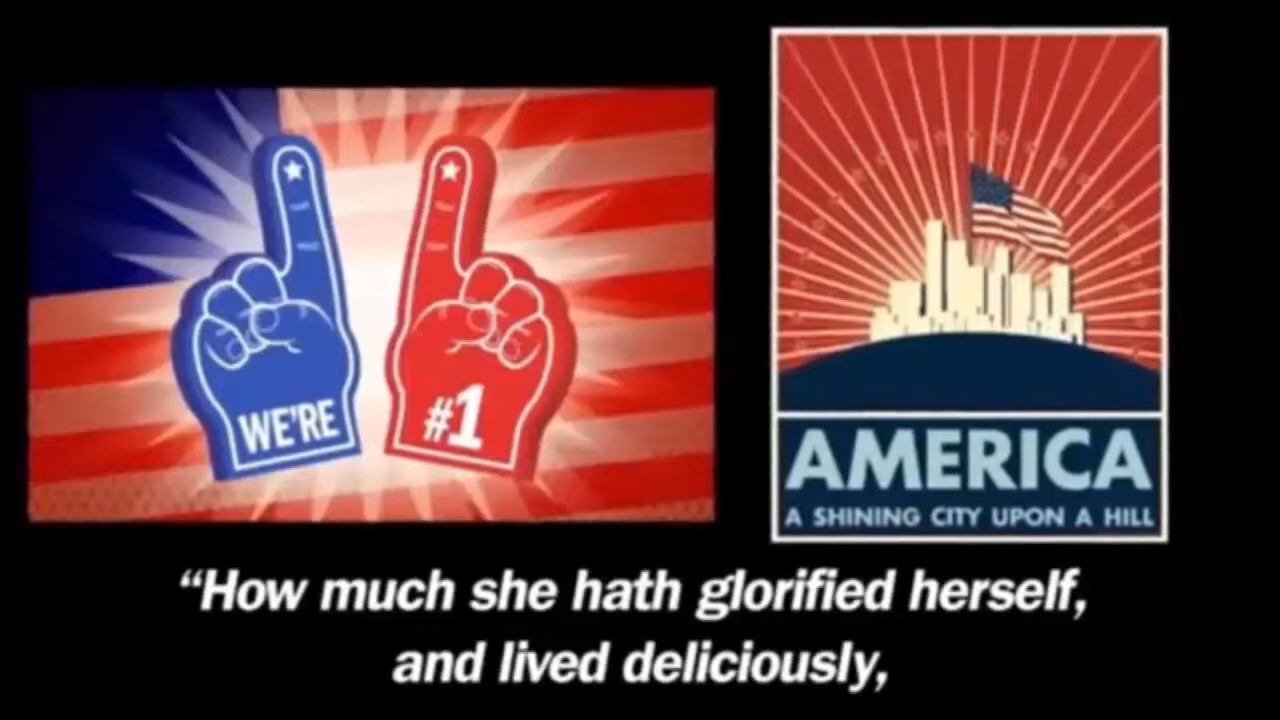 WE'RE
#1
AMERICA
A SHINING CITY UPON A HILL
“How much she hath glorified herself,
and lived deliciously,